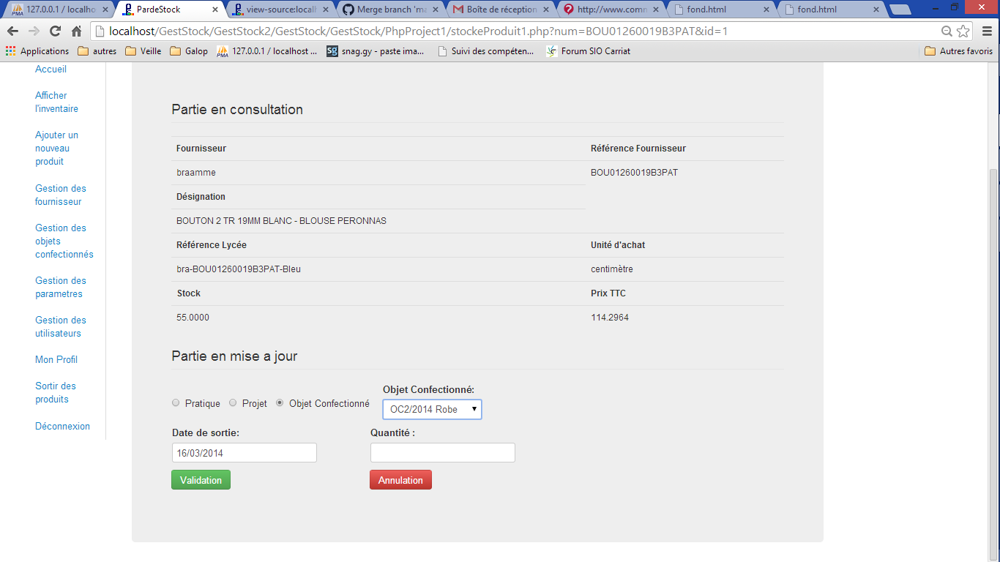 127.0.0.1 / localho
PardeStock
view-source:locall
Merge branch 'ma
Boîte de réception
http://www.comm
fond.html
fond.html
localhost/GestStock/GestStock2/GestStock/GestStock/PhpProject1/stockeProduit1.php?num=BOU01260019B3PAT&id=1
Applications
autres
Veille
Galop
127.0.0.1 / localhost ...
snag.gy - paste ima...
Suivi des compéten...
Forum SIO Carriat
Autres favoris
Accueil
Afficher
l'inventaire
Ajouter un
nouveau
produit
Gestion des
fournisseur
Gestion des
objets
confectionnés
Gestion des
parametres
Gestion des
utilisateurs
Mon Profil
Sortir des
produits
Déconnexion
Partie en consultation
Fournisseur
Référence Fournisseur
braamme
BOU01260019B3PAT
Désignation
BOUTON 2 TR 19MM BLANC - BLOUSE PERONNAS
Référence Lycée
Unité d'achat
bra-BOU01260019B3PAT-Bleu
centimètre
Stock
Prix TTC
55.0000
114.2964
Partie en mise a jour
Pratique
Projet
Objet Confectionné
Objet Confectionné:
OC2/2014 Robe
Date de sortie:
Quantité :
16/03/2014
Validation
Annulation